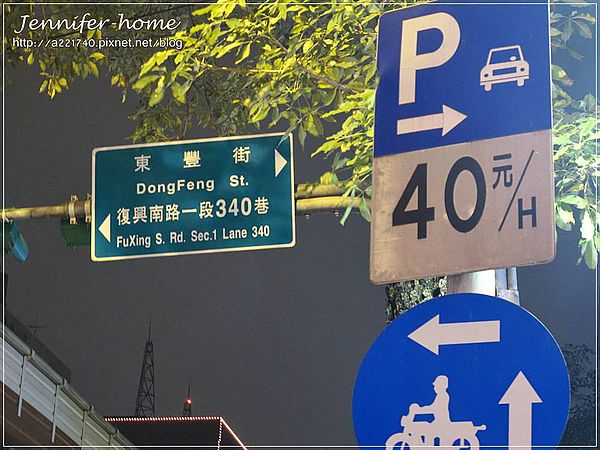 Jennifer-home
http://a221740.pixnet.net/blog
東豐街
DongFeng St.
復興南路一段340巷
FuXing S. Rd. Sec.1 Lane 340
P
40元/H